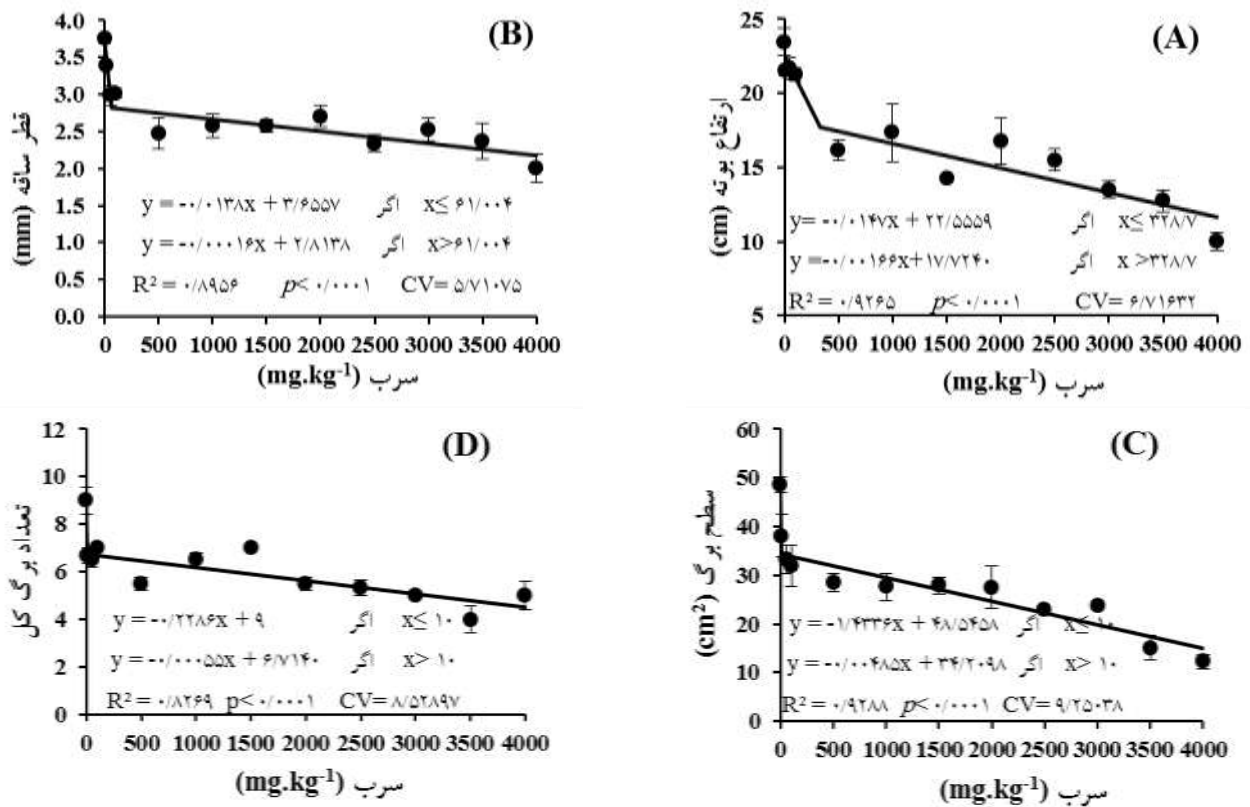 (A)
ارتفاع بوته (cm)
25
20
15
10
5
y= -۰/۰۱۴۷x + ۲۲/۵۵۵۹ اگر x≤ ۳۲۸/۷
y=-۰/۰۰۱۶۶x+۱۷/۷۲۴۰ اگر x >۳۲۸/۷
R² = ۰/۹۲۶۵ p< ۰/۰۰۰۱ CV= ۶/۷۱۶۳۲
0 500 1000 1500 2000 2500 3000 3500 4000
سرب (mg.kg⁻¹)
(B)
قطر ساقه (mm)
4.0
3.5
3.0
2.5
2.0
1.5
1.0
0.5
0.0
y = -۰/۰۱۳۸x + ۳/۶۵۵۷ اگر x≤ ۶۱/۰۰۴
y = -۰/۰۰۰۱۶x + ۲/۸۱۳۸ اگر x>۶۱/۰۰۴
R² = ۰/۸۹۵۶ p< ۰/۰۰۰۱ CV= ۵/۷۱۰۷۵
0 500 1000 1500 2000 2500 3000 3500 4000
سرب (mg.kg⁻¹)
(C)
سطح برگ (cm²)
60
50
40
30
20
10
0
y = -۱/۴۳۳۶x + ۴۸/۵۴۵۸ اگر x≤ ۱۰
y = -۰/۰۰۴۸۵x + ۳۴/۲۰۹۸ اگر x> ۱۰
R² = ۰/۹۲۸۸ p< ۰/۰۰۰۱ CV= ۹/۲۵۰۳۸
0 500 1000 1500 2000 2500 3000 3500 4000
سرب (mg.kg⁻¹)
(D)
تعداد برگ کل
12
10
8
6
4
2
0
y = -۰/۲۲۸۶x + ۹ اگر x≤ ۱۰
y = -۰/۰۰۰۵۵x + ۶/۷۱۴۰ اگر x> ۱۰
R² = ۰/۸۲۶۹ p< ۰/۰۰۰۱ CV= ۸/۵۲۸۹۷
0 500 1000 1500 2000 2500 3000 3500 4000
سرب (mg.kg⁻¹)